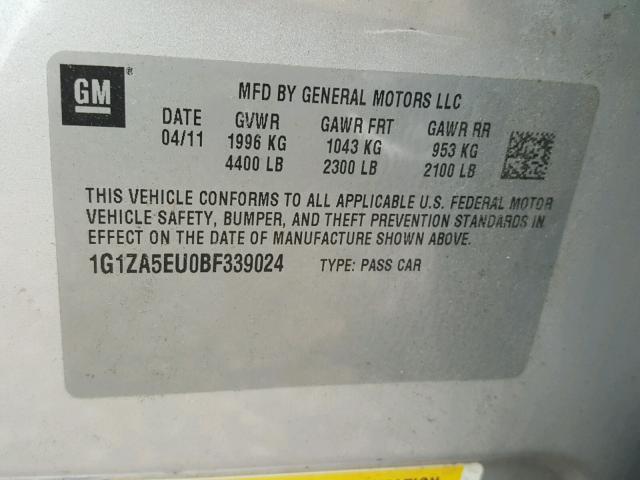 GM ®
MFD BY GENERAL MOTORS LLC
DATE GVWR GAWR FRT GAWR RR
04/11 1996 KG 1043 KG 953 KG
4400 LB 2300 LB 2100 LB
THIS VEHICLE CONFORMS TO ALL APPLICABLE U.S. FEDERAL MOTOR
VEHICLE SAFETY, BUMPER, AND THEFT PREVENTION STANDARDS IN
EFFECT ON THE DATE OF MANUFACTURE SHOWN ABOVE.
1G1ZA5EU0BF339024 TYPE: PASS CAR